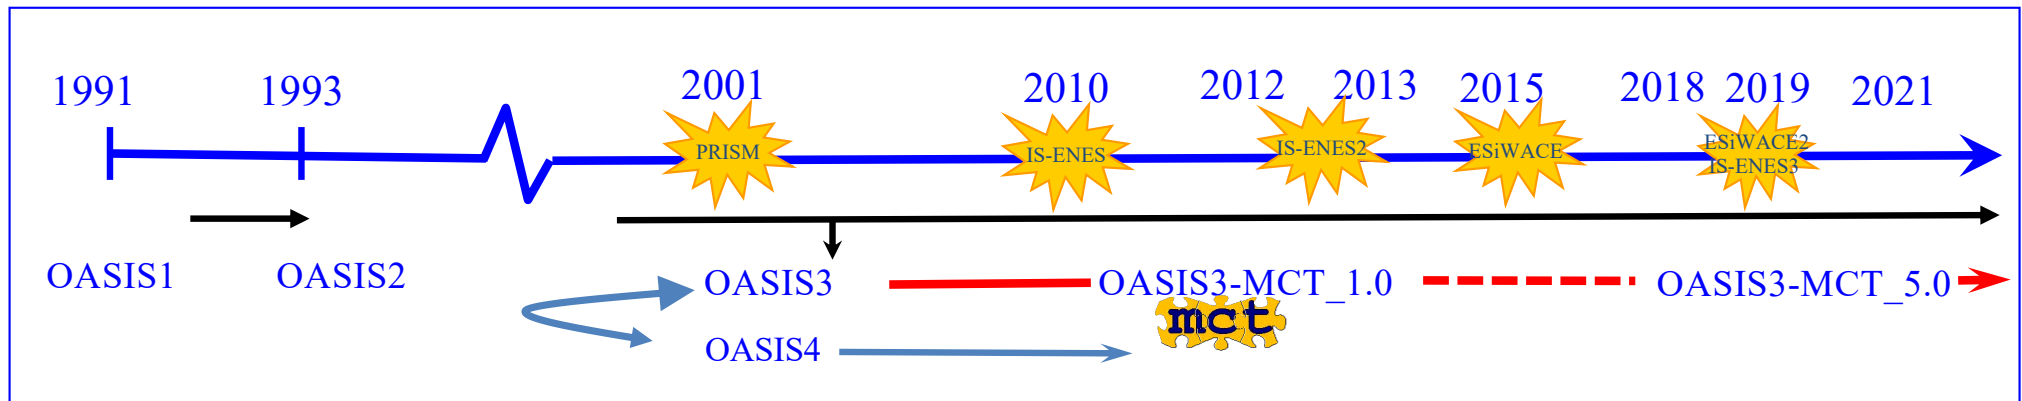 1991 1993 2001 2010 2012 2013 2015 2018 2019 2021
PRISM IS-ENES IS-ENES2 ESiWACE ESiWACE2
IS-ENES3
OASIS1 OASIS2 OASIS3 OASIS3-MCT_1.0 OASIS3-MCT_5.0
mct
OASIS4